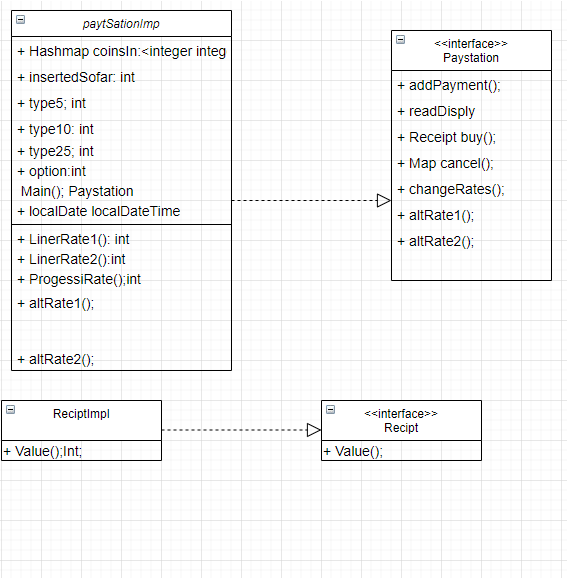 paytSationImp
+ Hashmap coinsIn:<integer integ
+ insertedSofar: int
+ type5; int
+ type10: int
+ type25; int
+ option:int
Main(); Paystation
+ localDate localDateTime
+ LinerRate1(): int
+ LinerRate2():int
+ ProgessiRate();int
+ altRate1();
+ altRate2();
<<interface>>
Paystation
+ addPayment();
+ readDisply
+ Receipt buy();
+ Map cancel();
+ changeRates();
+ altRate1();
+ altRate2();
ReciptImpl
+ Value();Int;
<<interface>>
Recipt
+ Value();